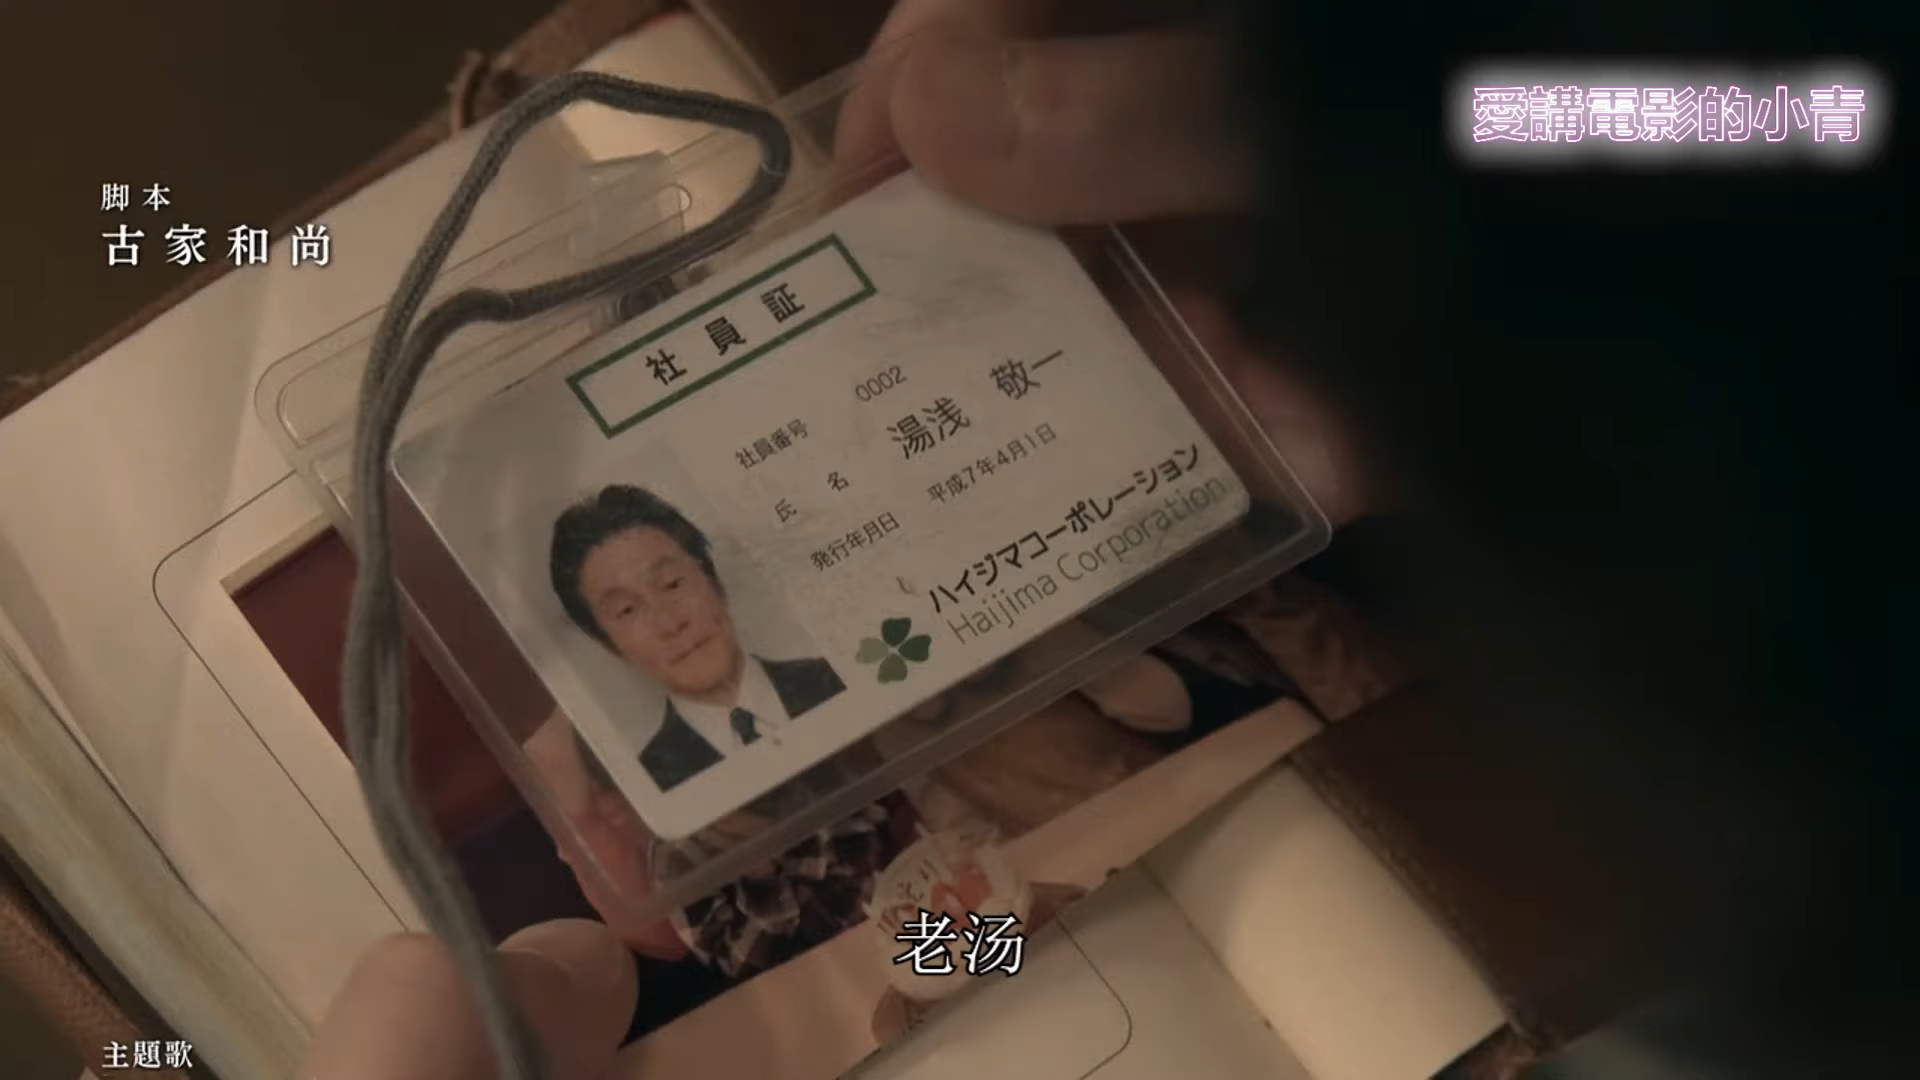 愛講電影的小青
脚本
古家和尚
社員証
社員番号 0002
氏名 湯浅 敬一
発行年月日 平成7年4月1日
ハイジマコーポレーション
Haijima Corporation
老汤
主題歌